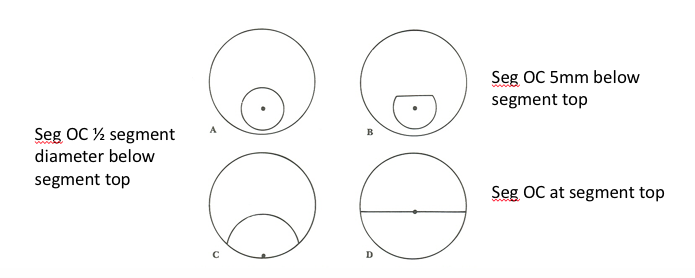 Seg OC ½ segment
diameter below
segment top
A
B
Seg OC 5mm below
segment top
C
D
Seg OC at segment top